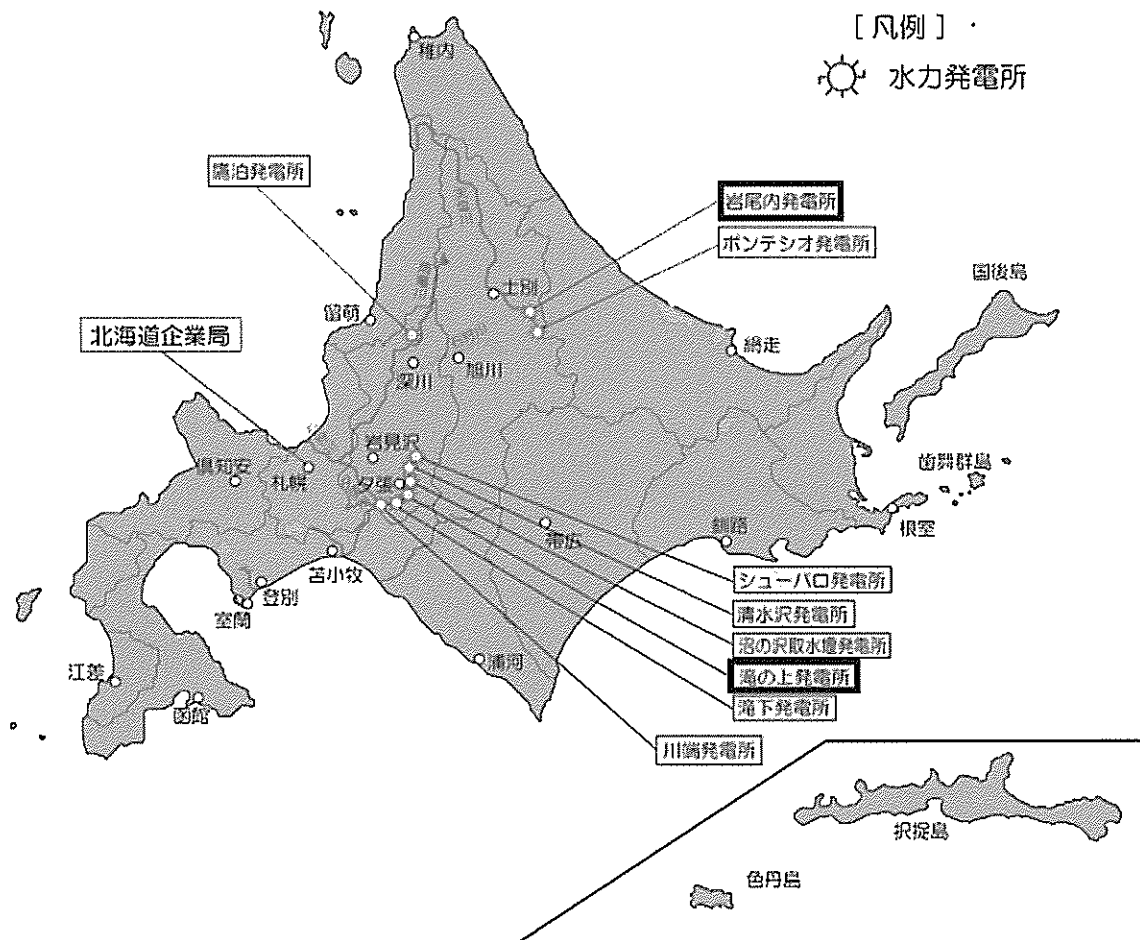 [凡例]
水力発電所
稚内
鷹泊発電所
岩尾内発電所
ポンテシオ発電所
国後島
士別
留萌
北海道企業局
網走
深川
旭川
岩見沢
歯舞群島
倶知安
札幌
夕張
根室
帯広
釧路
苫小牧
シューパロ発電所
登別
清水沢発電所
室蘭
沼の沢取水堰発電所
浦河
滝の上発電所
江差
滝下発電所
函館
川端発電所
択捉島
色丹島